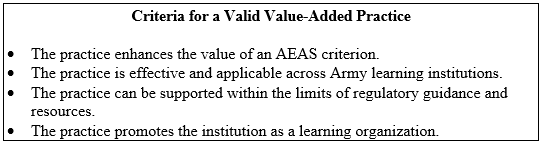 Criteria for a Valid Value-Added Practice
• The practice enhances the value of an AEAS criterion.
• The practice is effective and applicable across Army learning institutions.
• The practice can be supported within the limits of regulatory guidance and
resources.
• The practice promotes the institution as a learning organization.